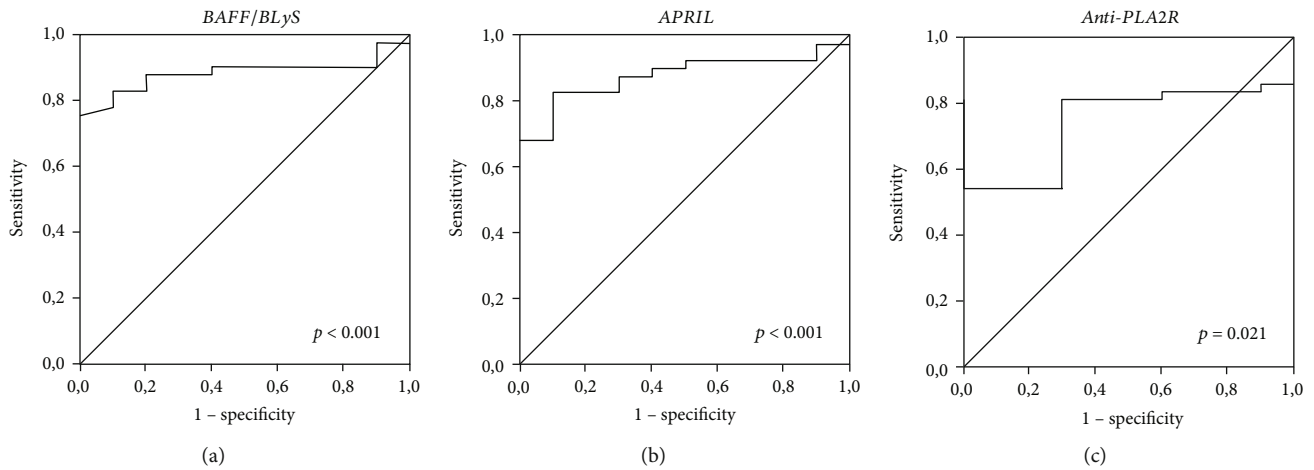 BAFF/BLyS
1,0
0,8
0,6
0,4
0,2
0,0
Sensitivity
p < 0.001
0,0 0,2 0,4 0,6 0,8 1,0
1 – specificity
(a)
APRIL
1,0
0,8
0,6
0,4
0,2
0,0
Sensitivity
p < 0.001
0,0 0,2 0,4 0,6 0,8 1,0
1 – specificity
(b)
Anti-PLA2R
1,0
0,8
0,6
0,4
0,2
0,0
Sensitivity
p = 0.021
0,0 0,2 0,4 0,6 0,8 1,0
1 – specificity
(c)